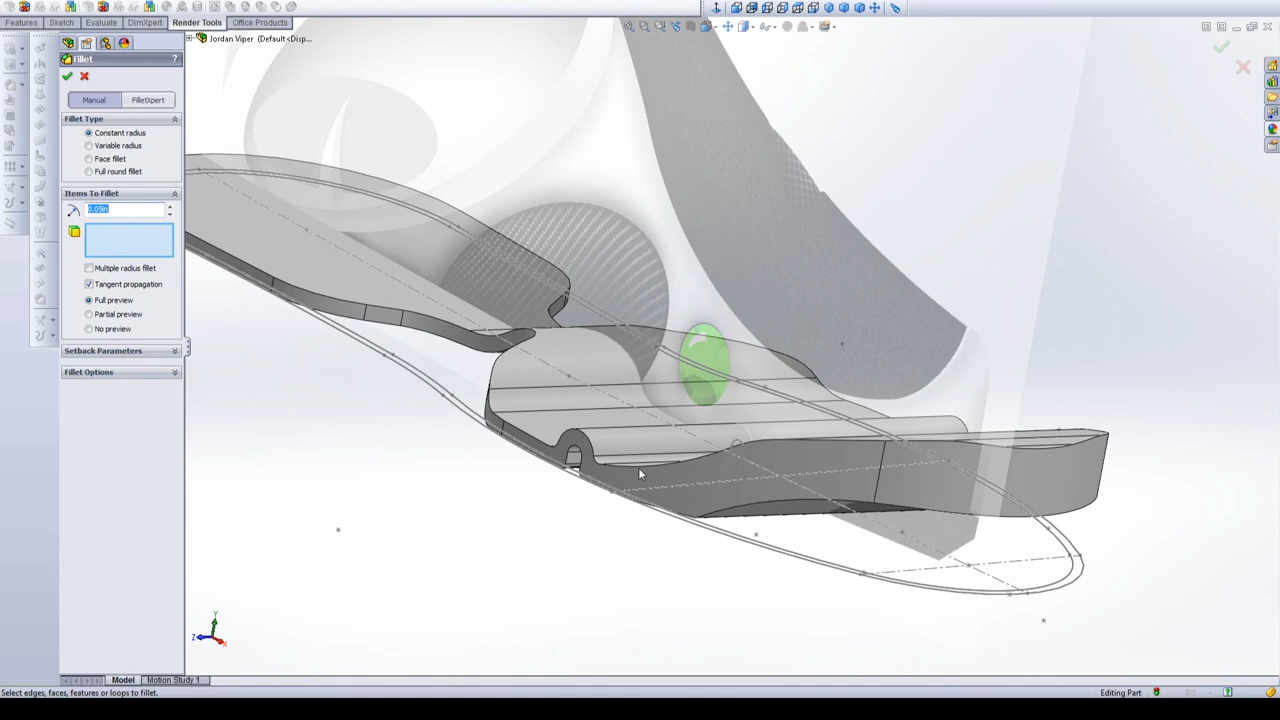 Features Sketch Evaluate DimXpert Render Tools Office Products
Jordan Viper (Default<Disp...
Fillet ?
Manual FilletXpert
Fillet Type
Constant radius
Variable radius
Face fillet
Full round fillet
Items To Fillet
0.05in
Multiple radius fillet
Tangent propagation
Full preview
Partial preview
No preview
Setback Parameters
Fillet Options
Y
Z
X
Model Motion Study 1
Select edges, faces, features or loops to fillet. Editing Part IPS